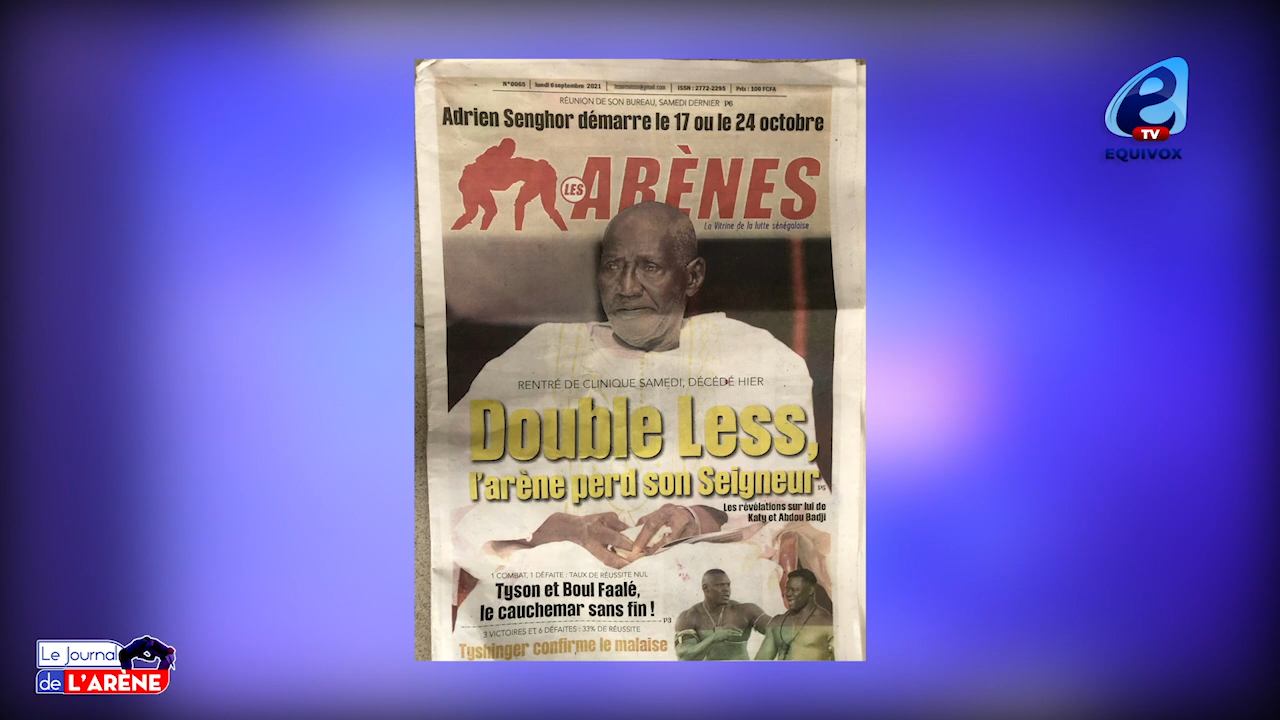 N°0065 | lundi 6 septembre 2021 | ISSN : 2772-2295 | Prix : 100 FCFA
RÉUNION DE SON BUREAU, SAMEDI DERNIER P6
Adrien Senghor démarre le 17 ou le 24 octobre
LES ARÈNES
La Vitrine de la lutte sénégalaise
RENTRÉ DE CLINIQUE SAMEDI, DÉCÉDÉ HIER
Double Less,
l'arène perd son Seigneur
Les révélations sur lui de
Katy et Abdou Badji
1 COMBAT, 1 DÉFAITE : TAUX DE RÉUSSITE NUL
Tyson et Boul Faalé,
le cauchemar sans fin !
P3
3 VICTOIRES ET 6 DÉFAITES : 33% DE RÉUSSITE
Tyshinger confirme le malaise
e
TV
EQUIVOX
Le Journal
de L'ARÈNE